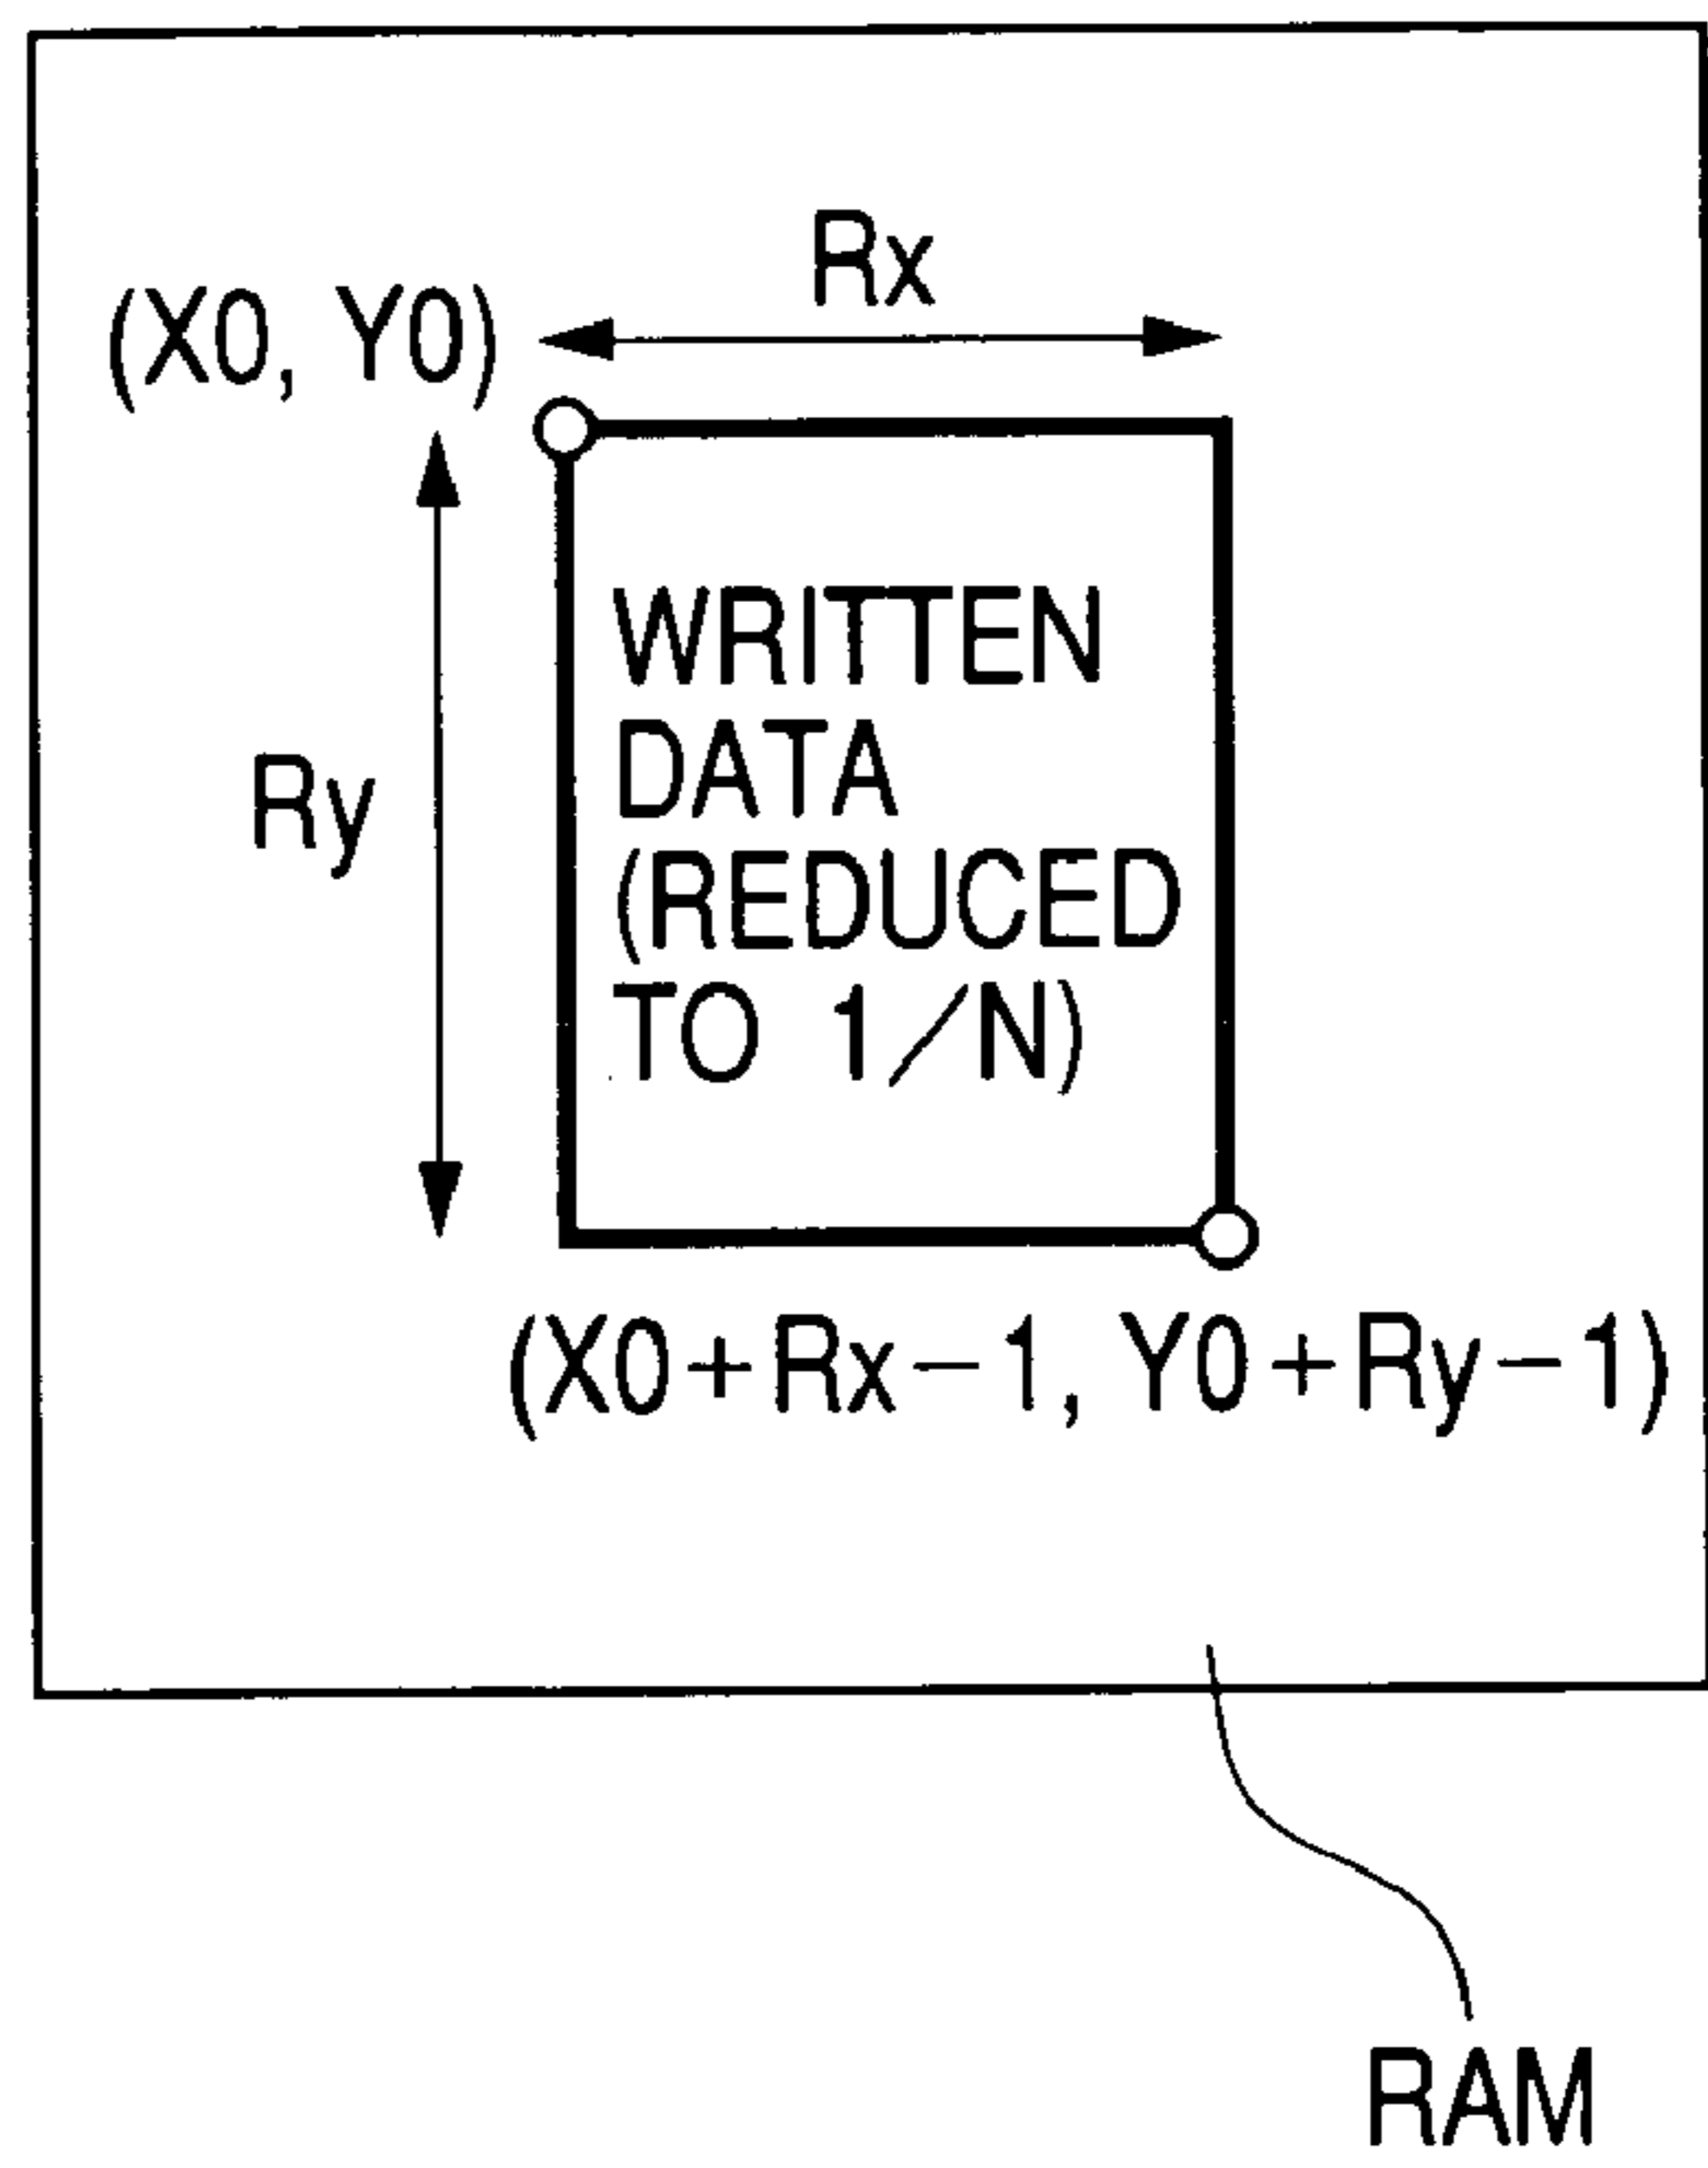 Rx
(X0, Y0)
WRITTEN
DATA
Ry
(REDUCED
TO 1/N)
(X0+Rx-1, Y0+Ry-1)
RAM